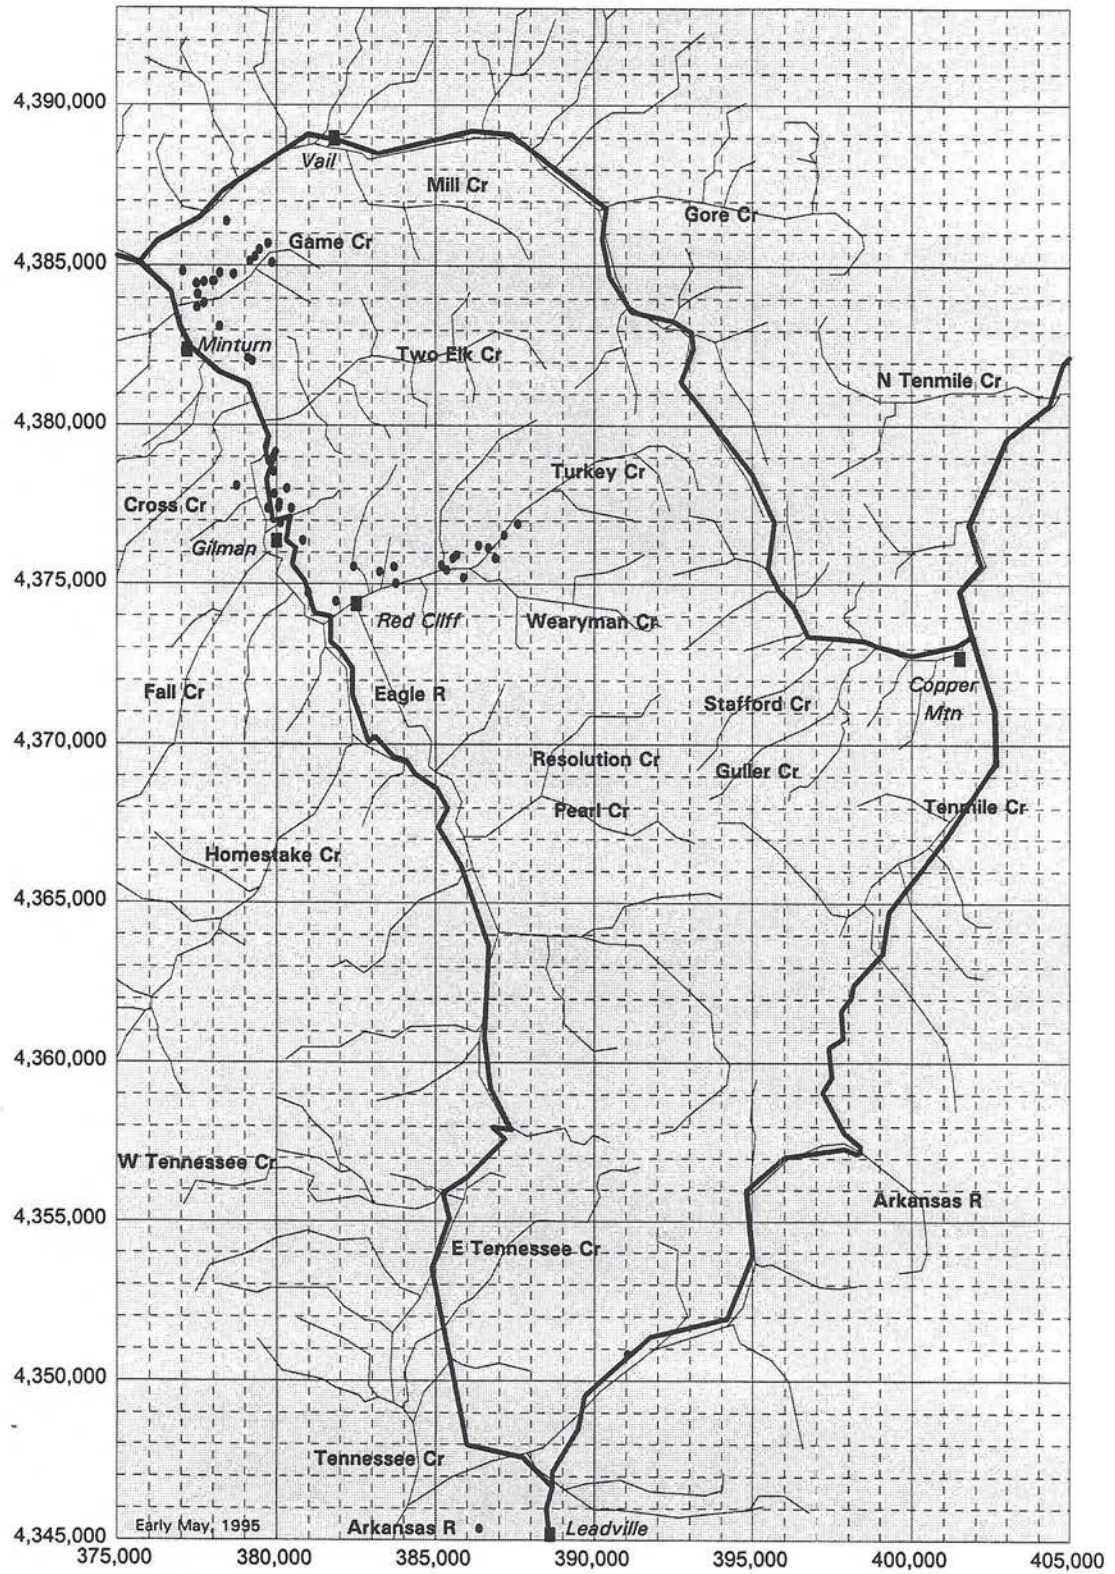 4,390,000
Vail
Mill Cr
Gore Cr
Game Cr
4,385,000
Minturn
Two Elk Cr
N Tenmile Cr
4,380,000
Turkey Cr
Cross Cr
Gilman
4,375,000
Red Cliff
Wearyman Cr
Fall Cr
Eagle R
Copper
Mtn
Stafford Cr
4,370,000
Resolution Cr
Guller Cr
Pearl Cr
Tenmile Cr
Homestake Cr
4,365,000
4,360,000
W Tennessee Cr
4,355,000
Arkansas R
E Tennessee Cr
4,350,000
Tennessee Cr
Early May, 1995
Arkansas R
Leadville
4,345,000
375,000 380,000 385,000 390,000 395,000 400,000 405,000